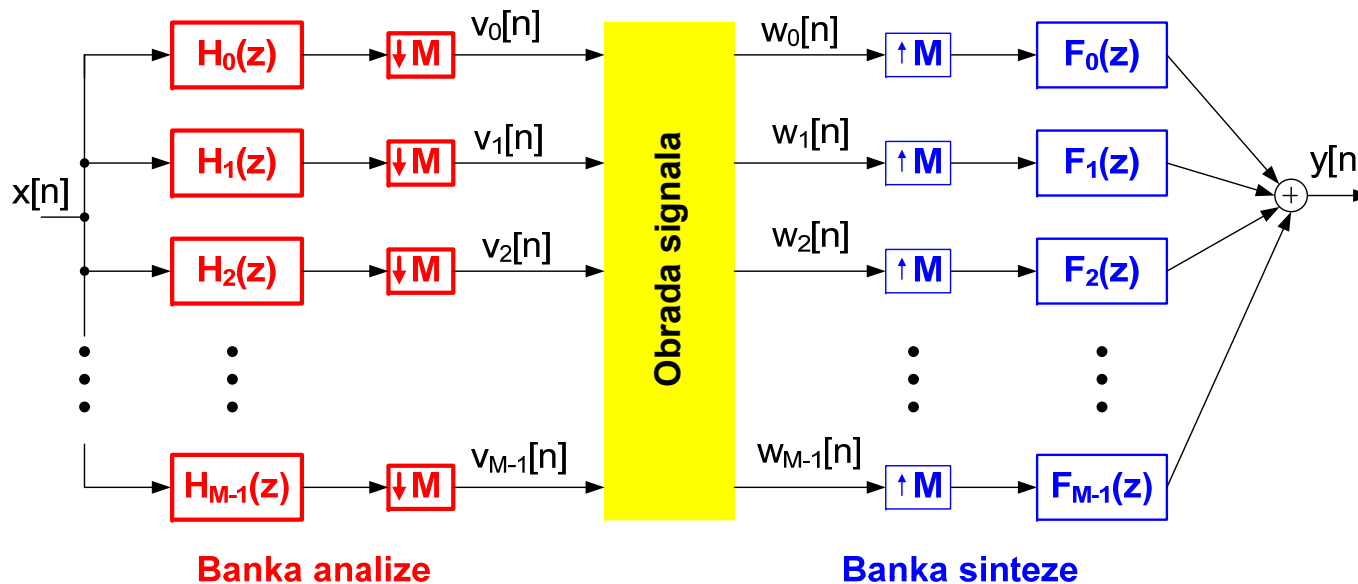 H0(z) ↓M v0[n] w0[n] ↑M F0(z)
H1(z) ↓M v1[n] w1[n] ↑M F1(z)
x[n] y[n
H2(z) ↓M v2[n] w2[n] ↑M F2(z)
Obrada signala
HM-1(z) ↓M vM-1[n] wM-1[n] ↑M FM-1(z)
+
Banka analize Banka sinteze